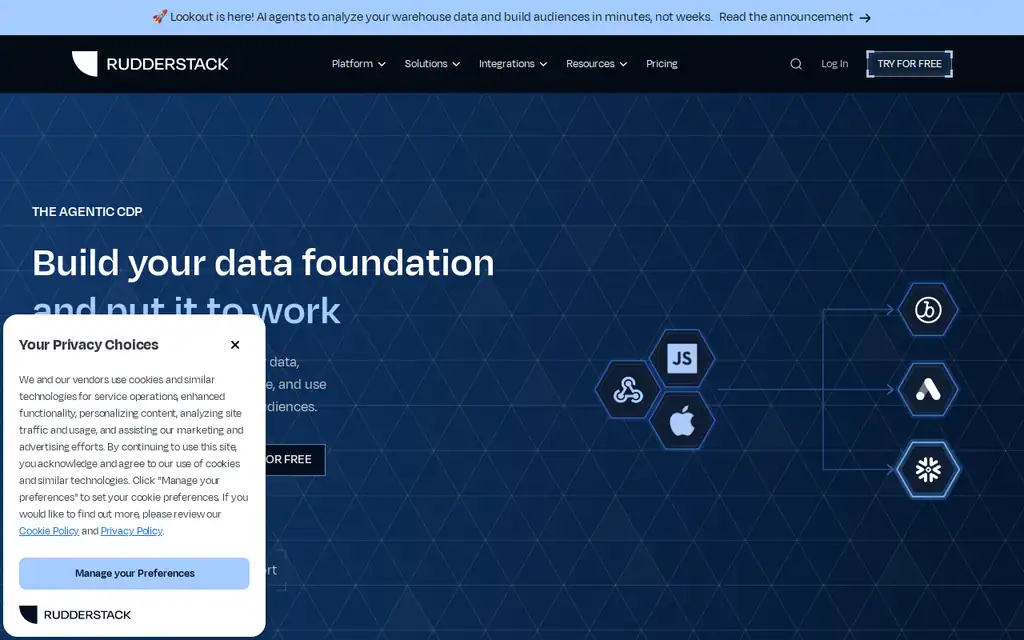 🚀 Lookout is here! AI agents to analyze your warehouse data and build audiences in minutes, not weeks. Read the announcement →
RUDDERSTACK
Platform Solutions Integrations Resources Pricing
Log In
TRY FOR FREE
THE AGENTIC CDP
Build your data foundation
and put it to work
data,
, and use
diences.
OR FREE
rt
JS
Your Privacy Choices
We and our vendors use cookies and similar
technologies for service operations, enhanced
functionality, personalizing content, analyzing site
traffic and usage, and assisting our marketing and
advertising efforts. By continuing to use this site,
you acknowledge and agree to our use of cookies
and similar technologies. Click "Manage your
preferences" to set your cookie preferences. If you
would like to find out more, please review our
Cookie Policy and Privacy Policy.
Manage your Preferences
RUDDERSTACK